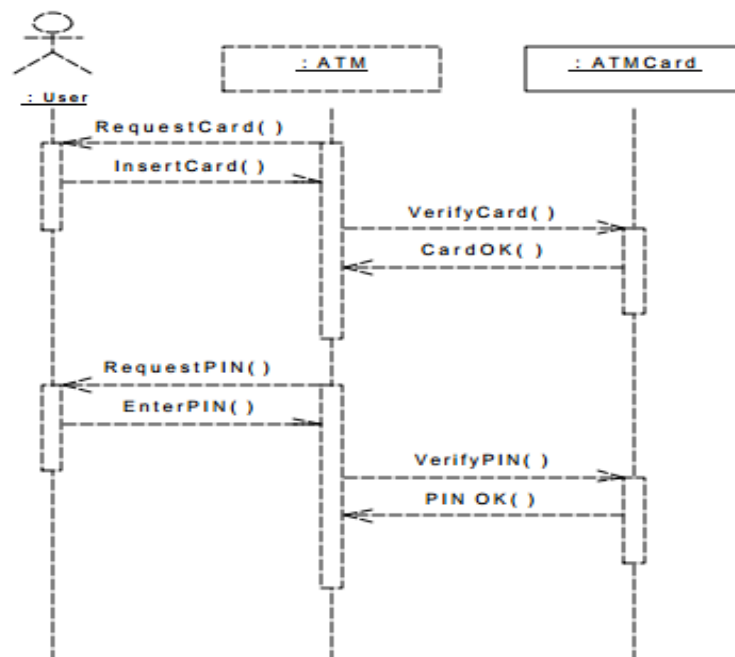 : User
: ATM
: ATMCard
RequestCard( )
InsertCard( )
VerifyCard( )
CardOK( )
RequestPIN( )
EnterPIN( )
VerifyPIN( )
PIN OK( )